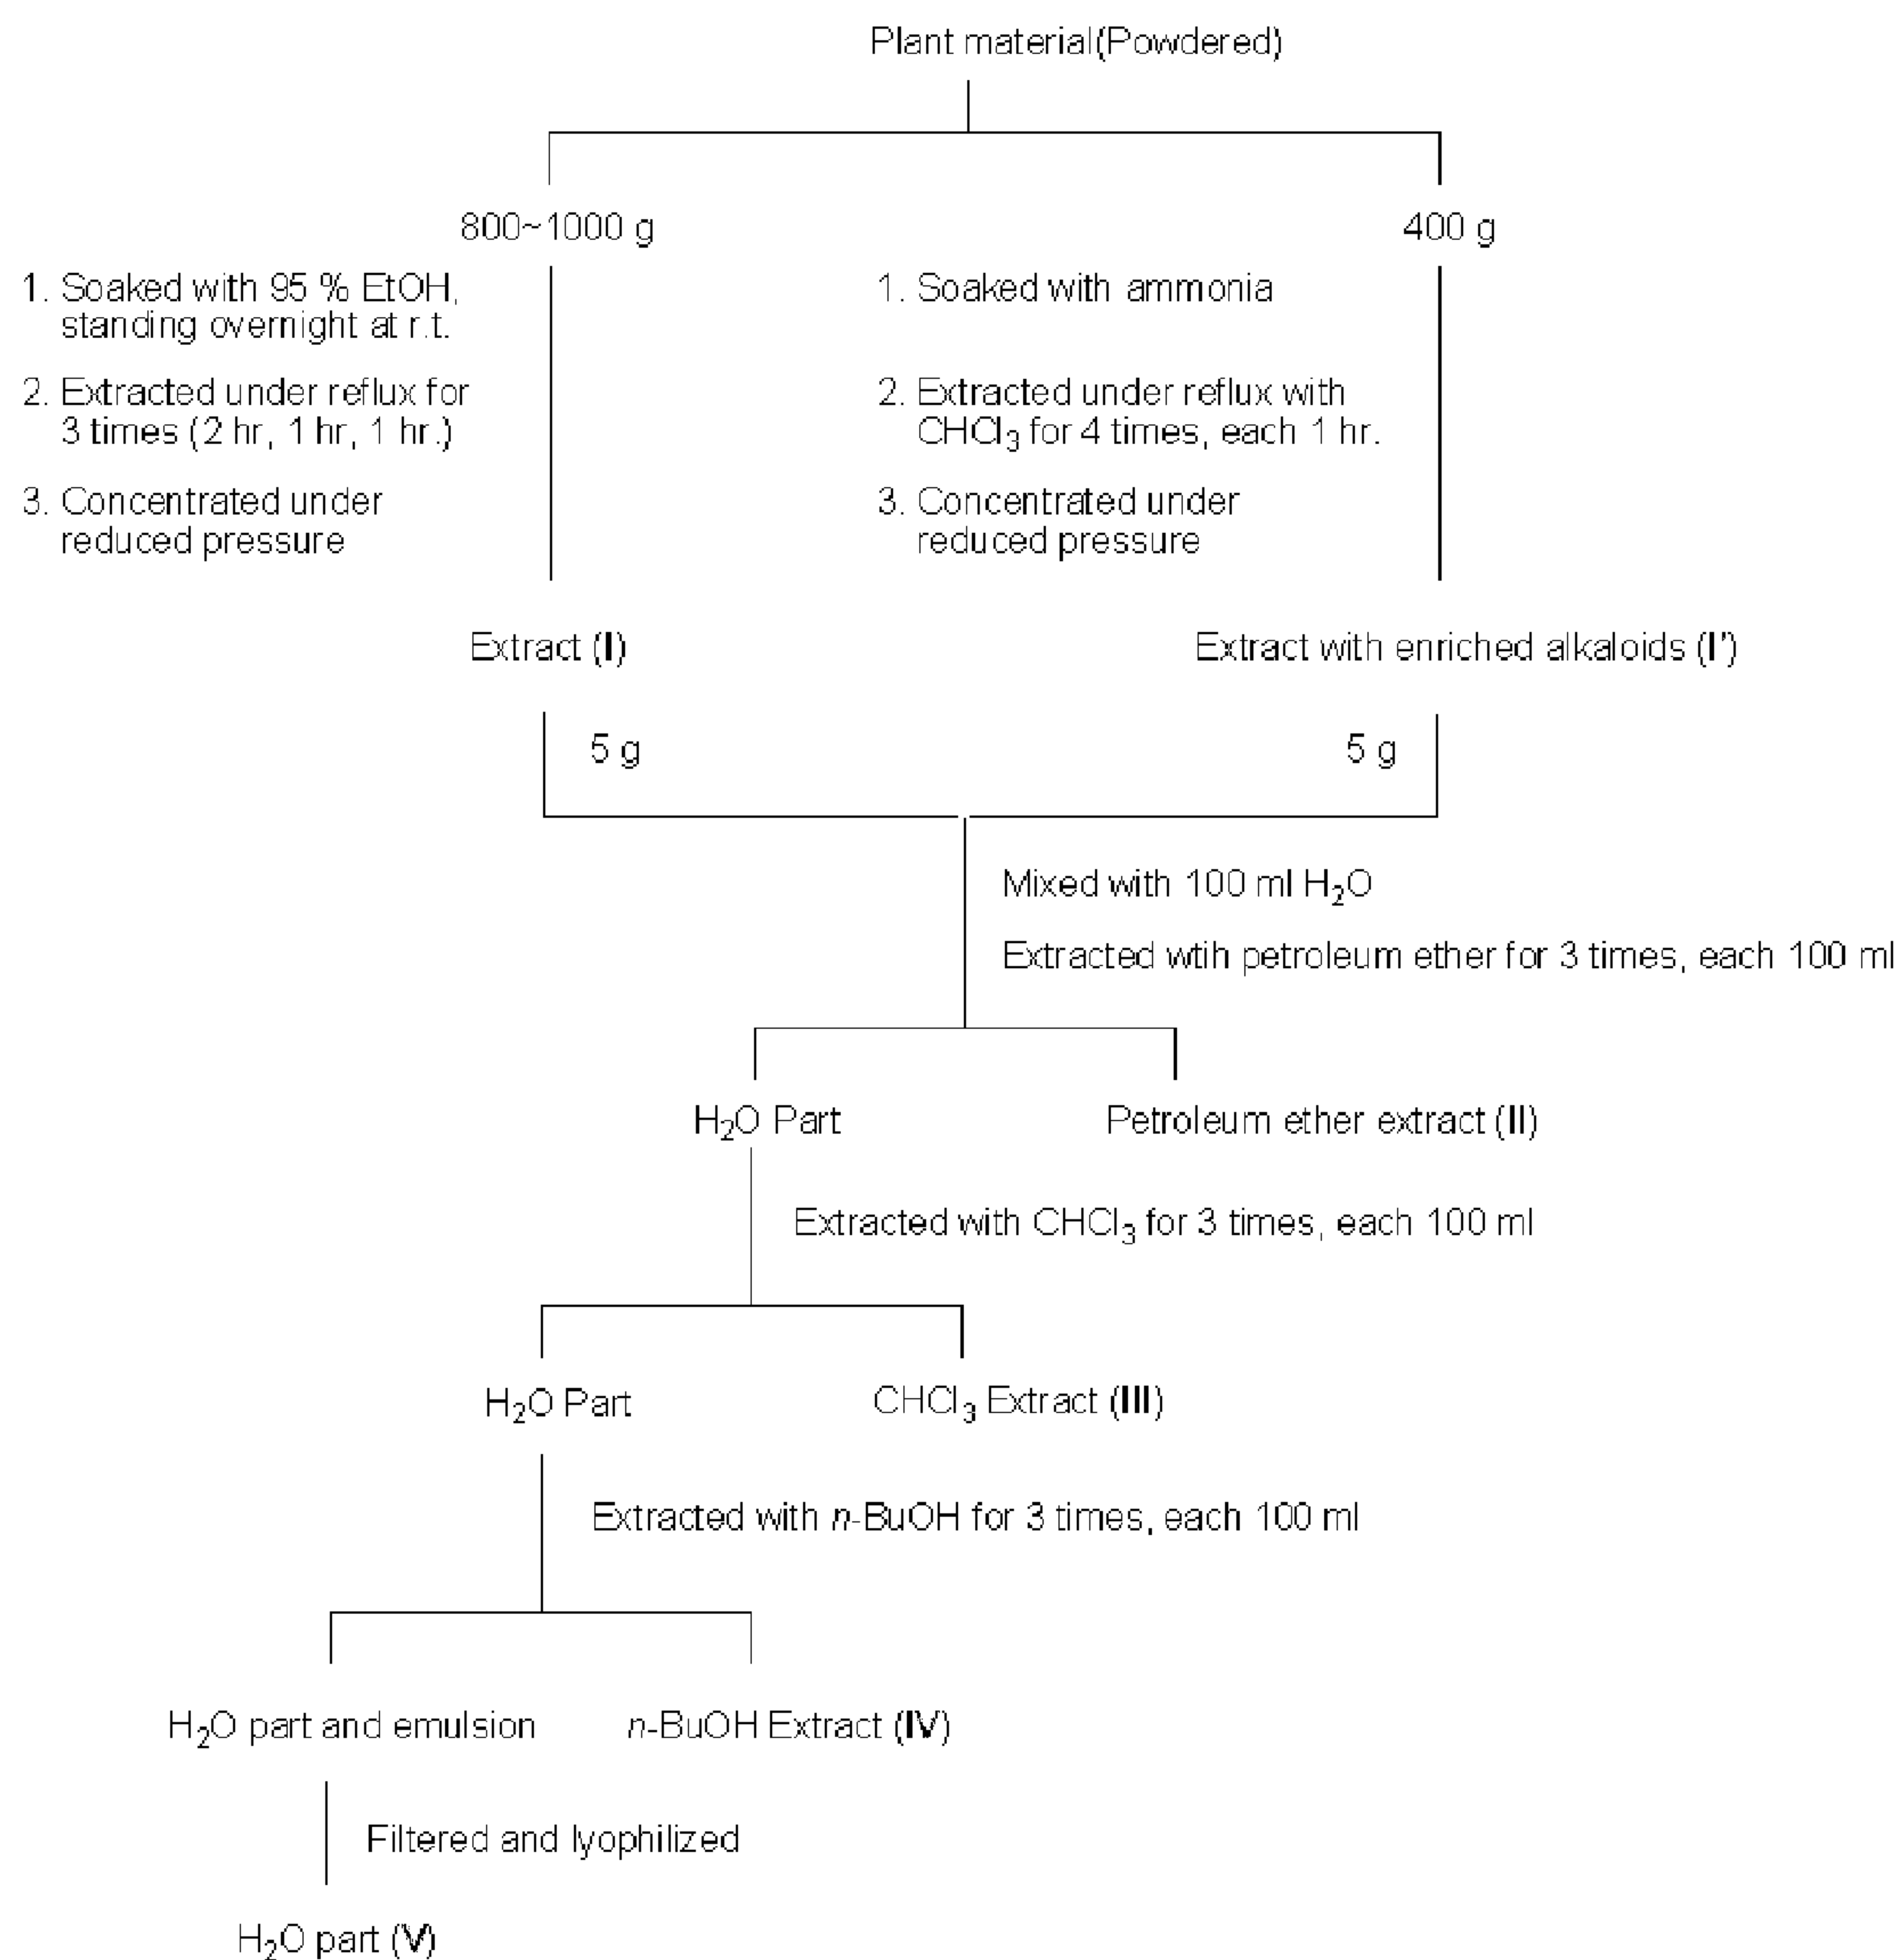 Plant material(Powdered)
800~1000 g
400 g
1. Soaked with 95 % EtOH,
standing overnight at r.t.
2. Extracted under reflux for
3 times (2 hr, 1 hr, 1 hr.)
3. Concentrated under
reduced pressure
1. Soaked with ammonia
2. Extracted under reflux with
CHCl₃ for 4 times, each 1 hr.
3. Concentrated under
reduced pressure
Extract (I)
Extract with enriched alkaloids (I')
5 g
5 g
Mixed with 100 ml H₂O
Extracted wtih petroleum ether for 3 times, each 100 ml
H₂O Part
Petroleum ether extract (II)
Extracted with CHCl₃ for 3 times, each 100 ml
H₂O Part
CHCl₃ Extract (III)
Extracted with n-BuOH for 3 times, each 100 ml
H₂O part and emulsion
n-BuOH Extract (IV)
Filtered and lyophilized
H₂O part (V)